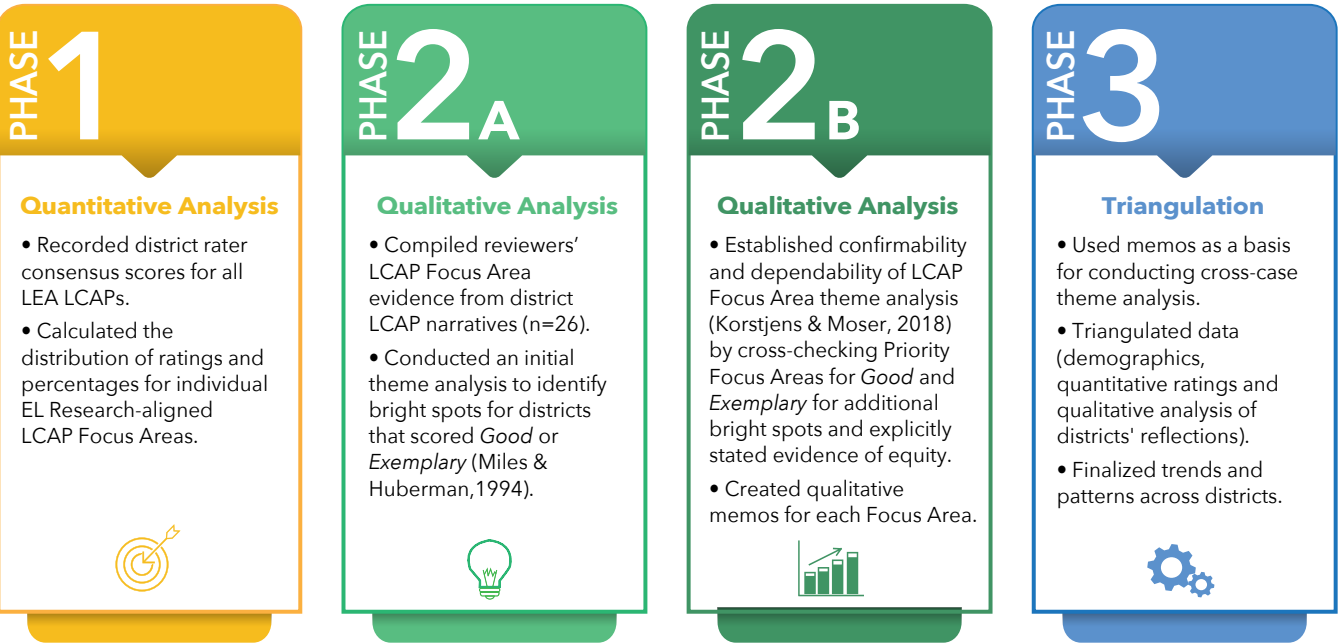 PHASE 1
Quantitative Analysis
• Recorded district rater
consensus scores for all
LEA LCAPs.
• Calculated the
distribution of ratings and
percentages for individual
EL Research-aligned
LCAP Focus Areas.
PHASE 2A
Qualitative Analysis
• Compiled reviewers’
LCAP Focus Area
evidence from district
LCAP narratives (n=26).
• Conducted an initial
theme analysis to identify
bright spots for districts
that scored Good or
Exemplary (Miles &
Huberman,1994).
PHASE 2B
Qualitative Analysis
• Established confirmability
and dependability of LCAP
Focus Area theme analysis
(Korstjens & Moser, 2018)
by cross-checking Priority
Focus Areas for Good and
Exemplary for additional
bright spots and explicitly
stated evidence of equity.
• Created qualitative
memos for each Focus Area.
PHASE 3
Triangulation
• Used memos as a basis
for conducting cross-case
theme analysis.
• Triangulated data
(demographics,
quantitative ratings and
qualitative analysis of
districts' reflections).
• Finalized trends and
patterns across districts.